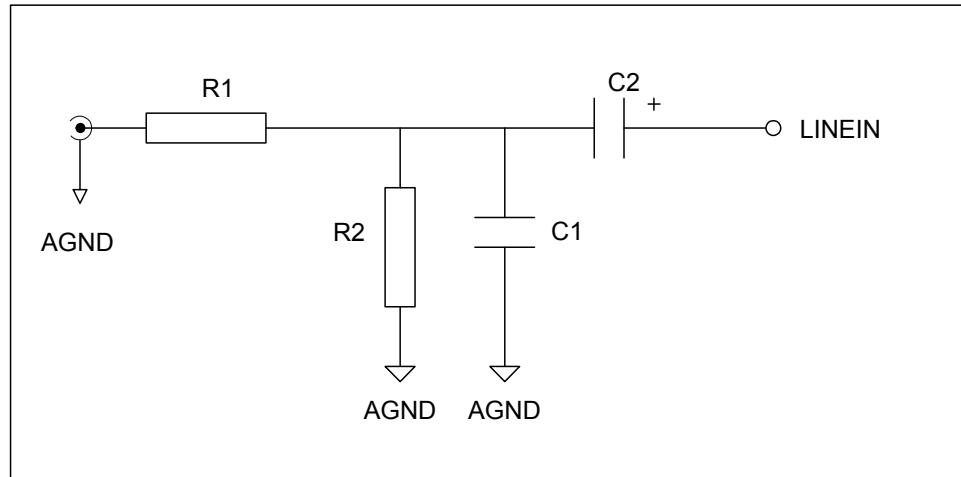 R1
C2
+
LINEIN
AGND
R2
C1
AGND
AGND